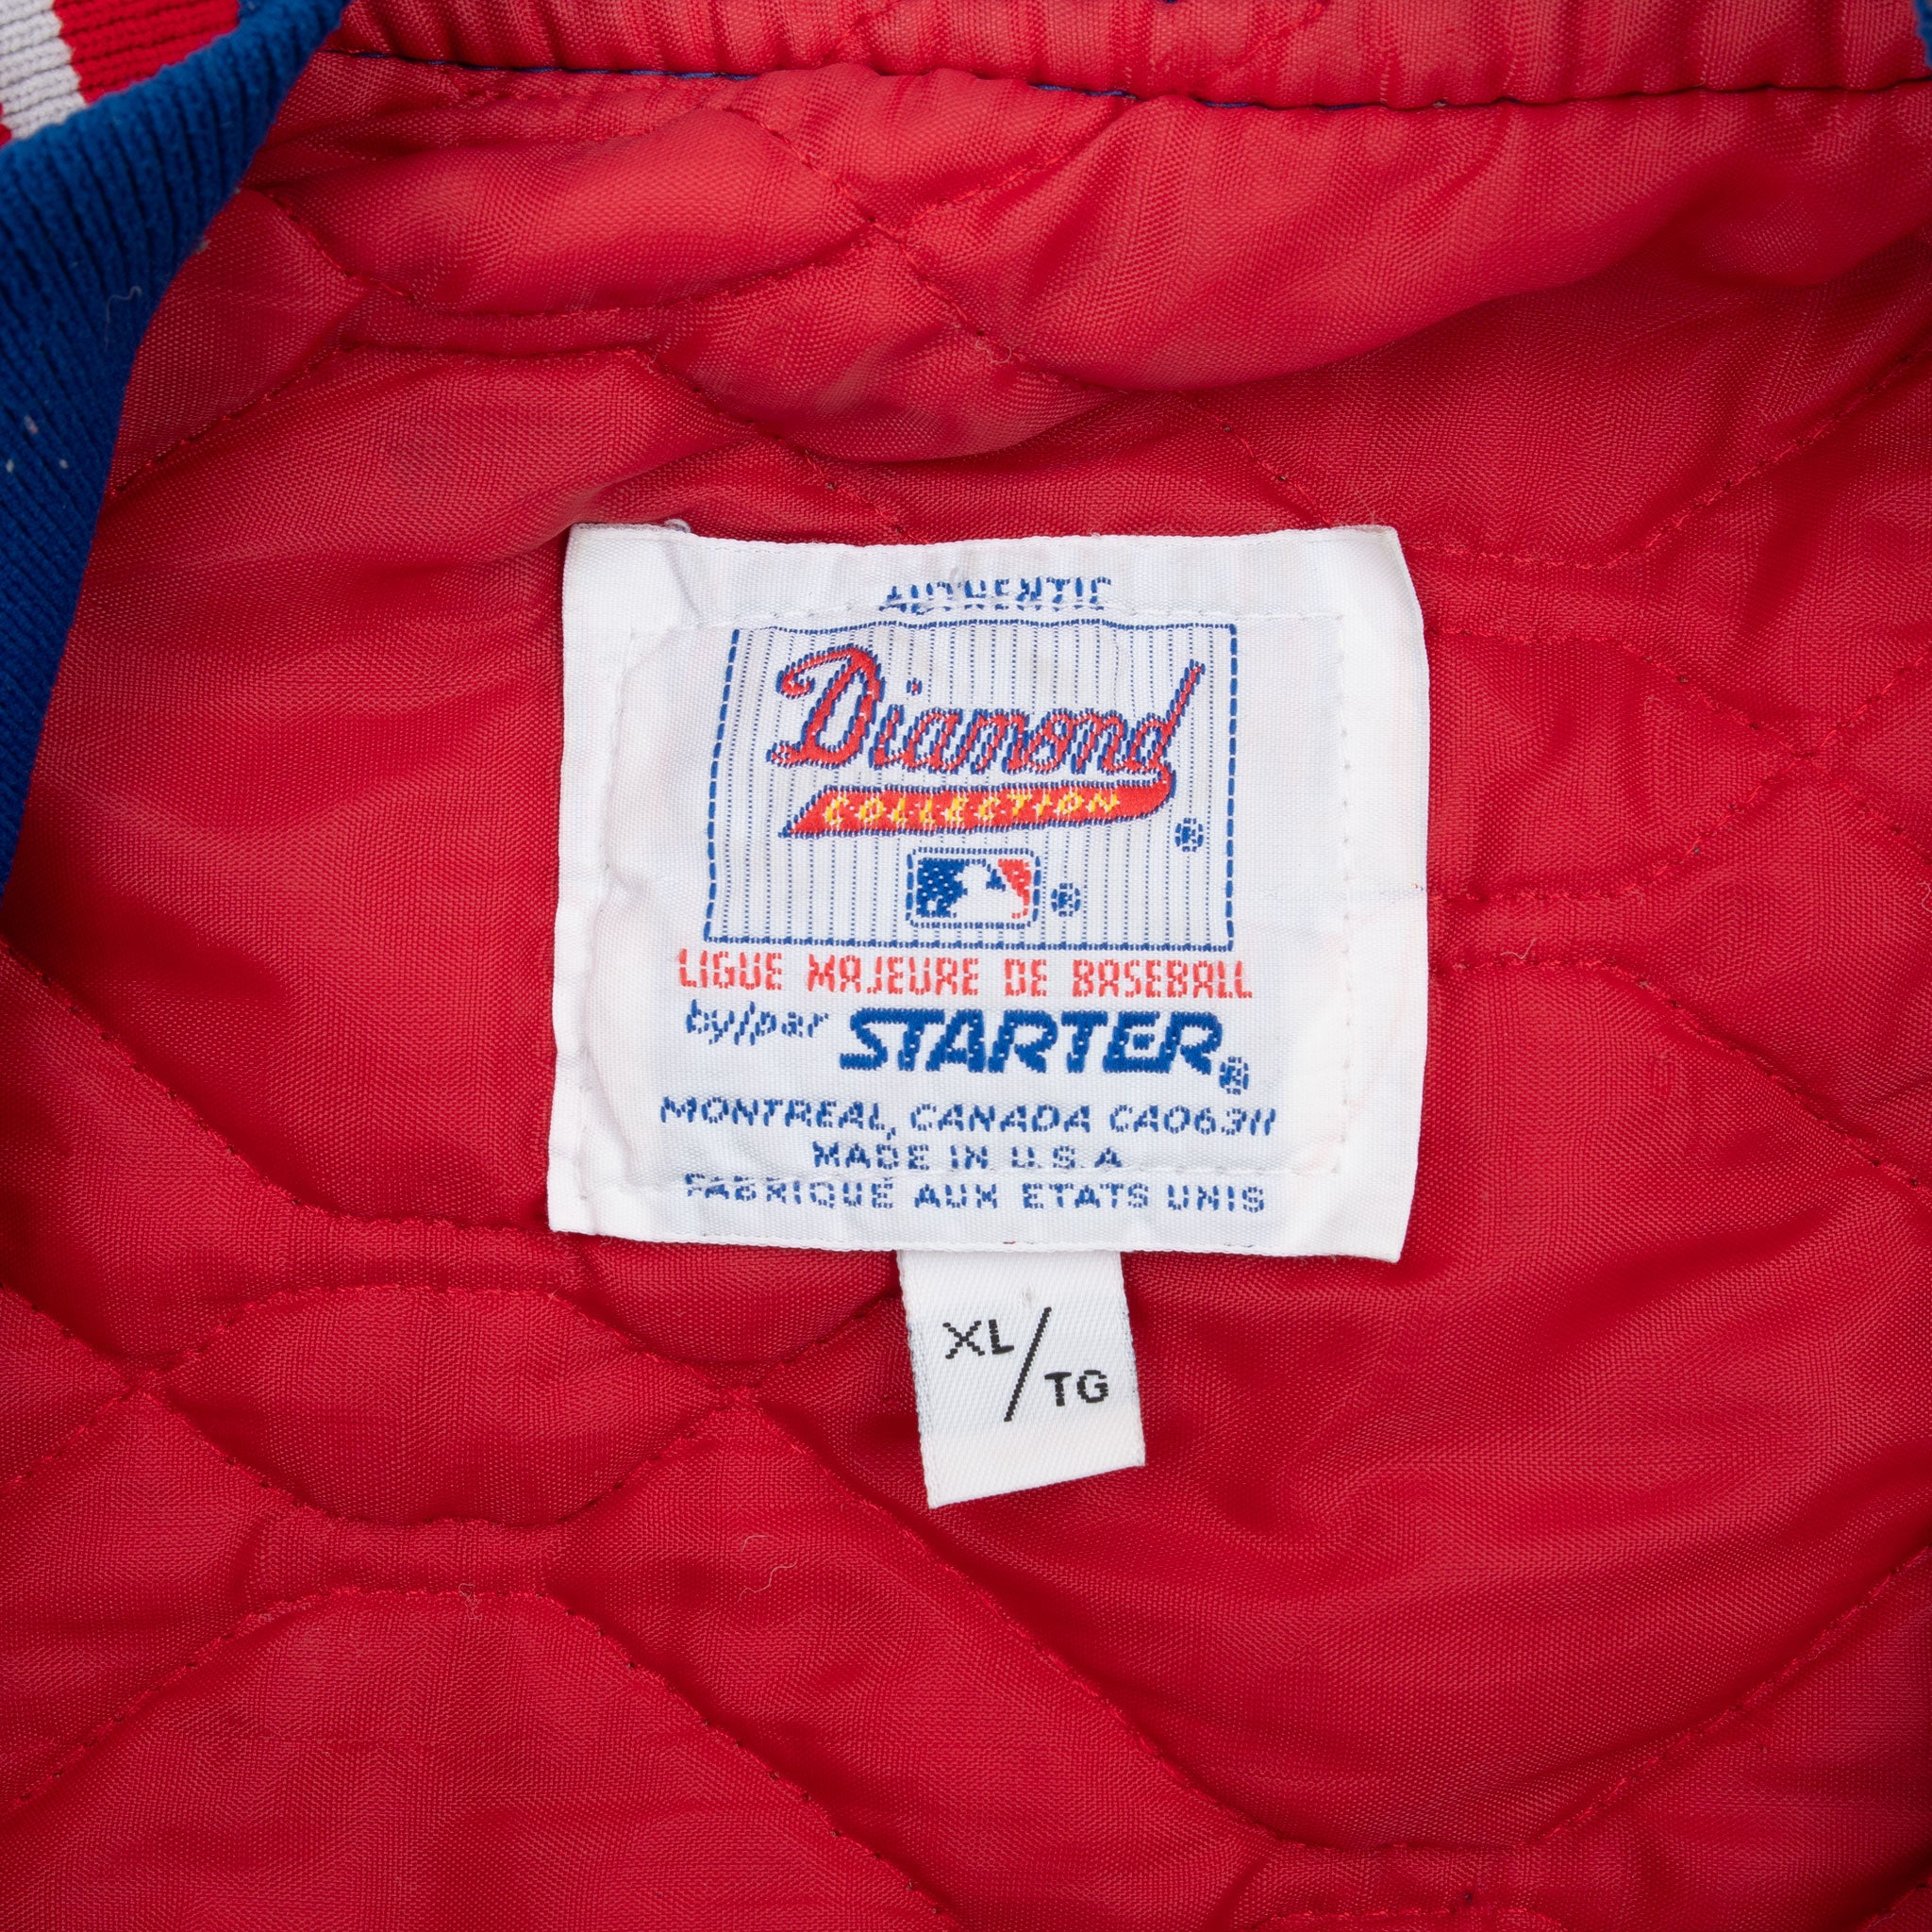 AUTHENTIC
Diamond
COLLECTION
®
®
LIGUE MAJEURE DE BASEBALL
by/par STARTER®
MONTREAL, CANADA CA06311
MADE IN U.S.A
FABRIQUÉ AUX ETATS UNIS
XL/
TG